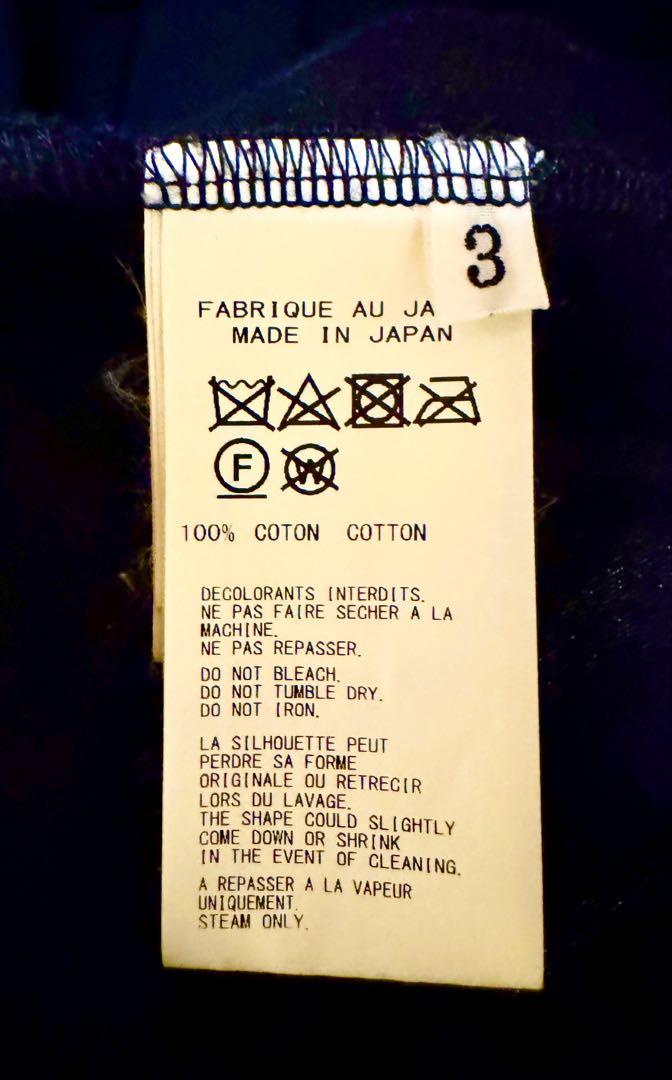 3
FABRIQUE AU JA
MADE IN JAPAN
F W
100% COTON COTTON
DECOLORANTS INTERDITS.
NE PAS FAIRE SECHER A LA
MACHINE.
NE PAS REPASSER.
DO NOT BLEACH.
DO NOT TUMBLE DRY.
DO NOT IRON.
LA SILHOUETTE PEUT
PERDRE SA FORME
ORIGINALE OU RETRECIR
LORS DU LAVAGE.
THE SHAPE COULD SLIGHTLY
COME DOWN OR SHRINK
IN THE EVENT OF CLEANING.
A REPASSER A LA VAPEUR
UNIQUEMENT.
STEAM ONLY.